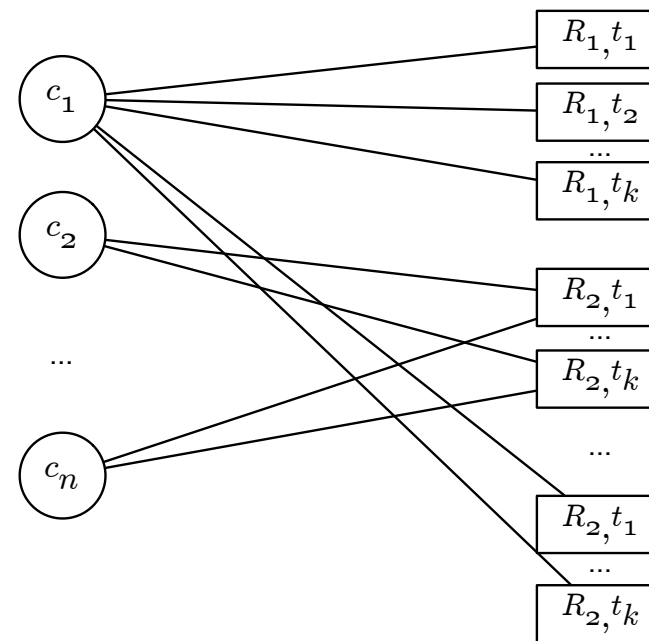 c₁
c₂
...
cₙ
R₁,t₁
R₁,t₂
...
R₁,tₖ
R₂,t₁
...
R₂,tₖ
...
R₂,t₁
...
R₂,tₖ